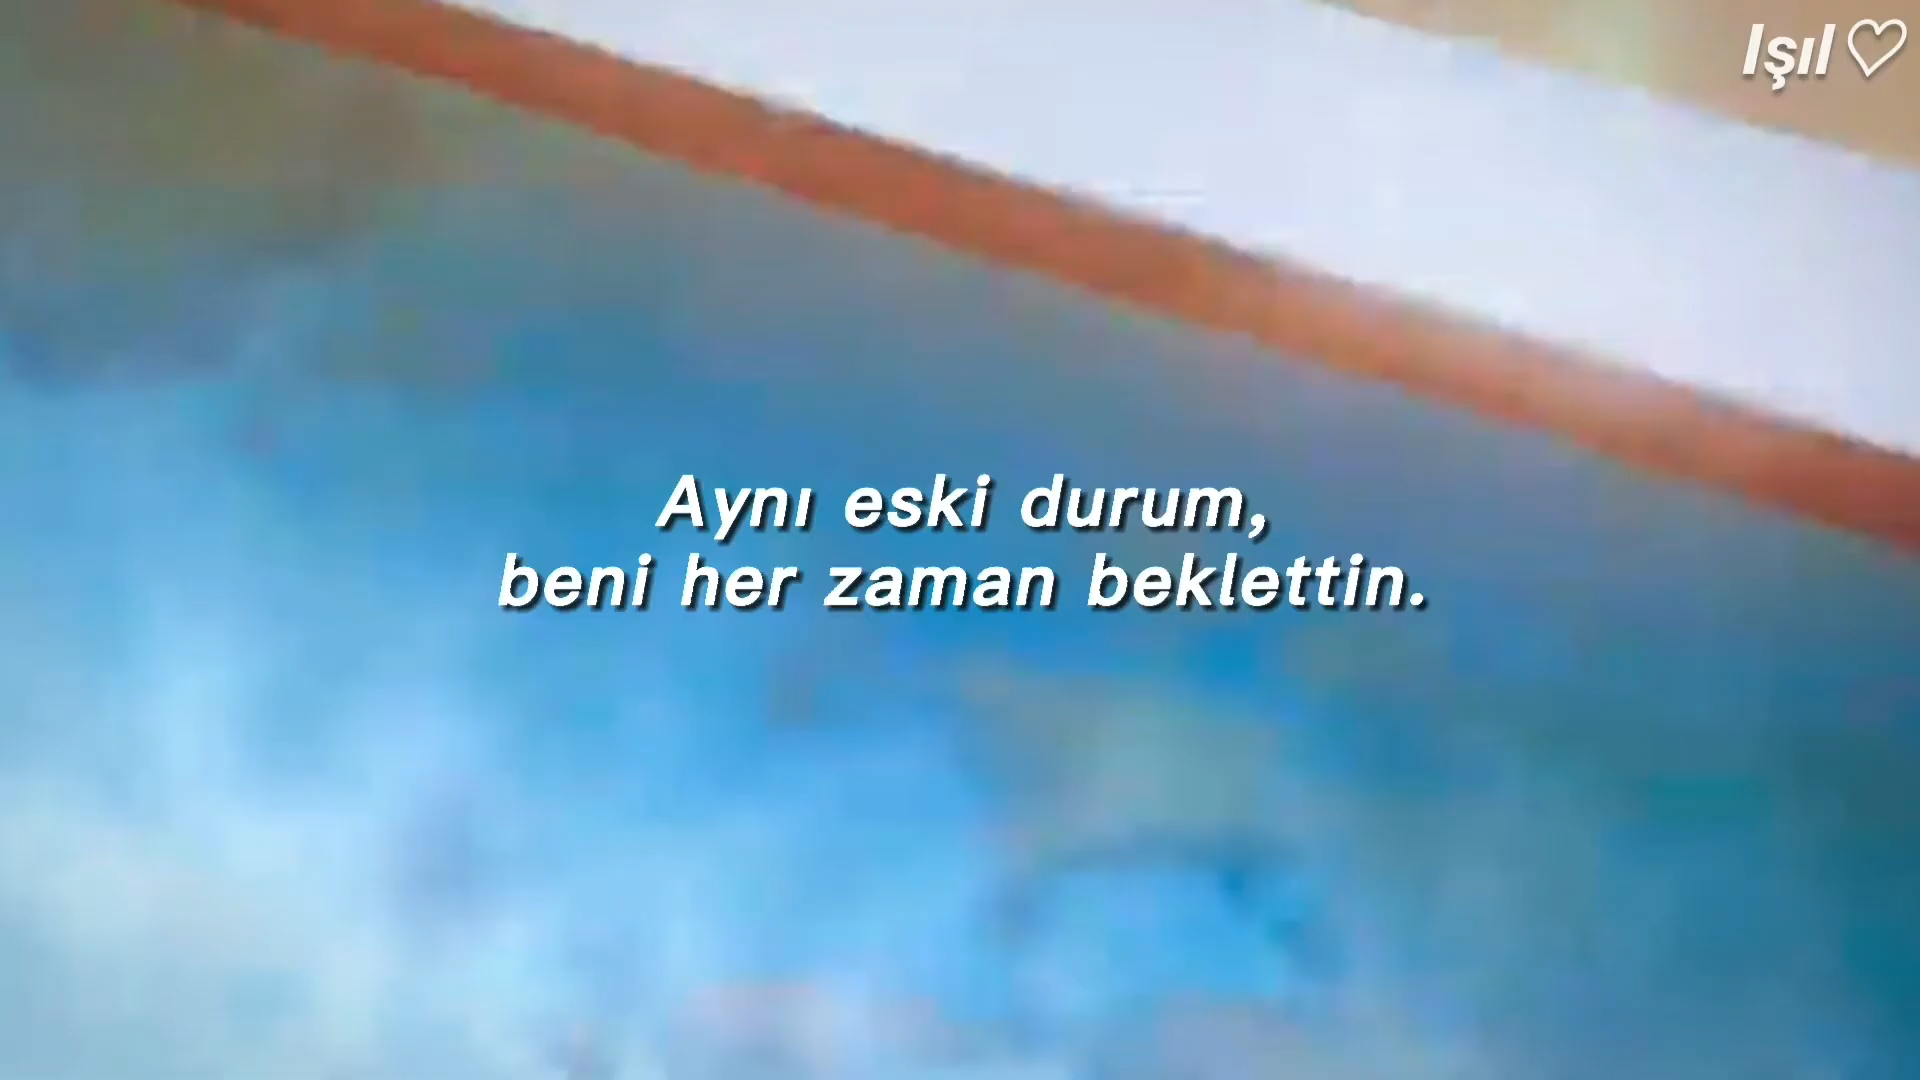 Işıl♡
Aynı eski durum,
beni her zaman beklettin.